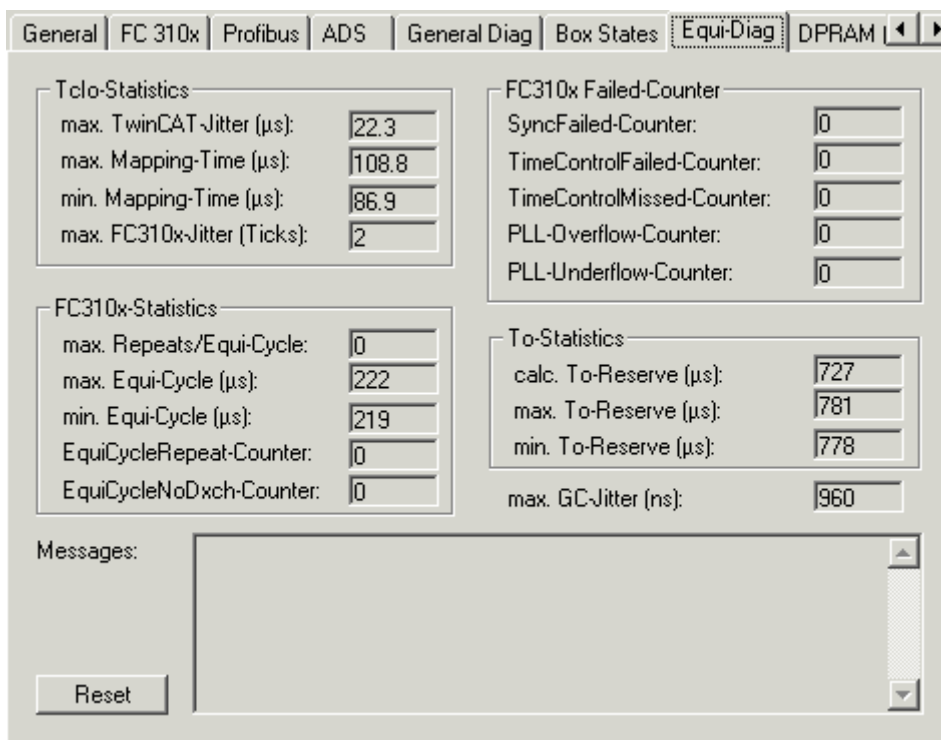 General FC 310x Profibus ADS General Diag Box States Equi-Diag DPRAM
TcIo-Statistics
max. TwinCAT-Jitter (µs): 22.3
max. Mapping-Time (µs): 108.8
min. Mapping-Time (µs): 86.9
max. FC310x-Jitter (Ticks): 2
FC310x-Statistics
max. Repeats/Equi-Cycle: 0
max. Equi-Cycle (µs): 222
min. Equi-Cycle (µs): 219
EquiCycleRepeat-Counter: 0
EquiCycleNoDxch-Counter: 0
FC310x Failed-Counter
SyncFailed-Counter: 0
TimeControlFailed-Counter: 0
TimeControlMissed-Counter: 0
PLL-Overflow-Counter: 0
PLL-Underflow-Counter: 0
To-Statistics
calc. To-Reserve (µs): 727
max. To-Reserve (µs): 781
min. To-Reserve (µs): 778
max. GC-Jitter (ns): 960
Messages:
Reset